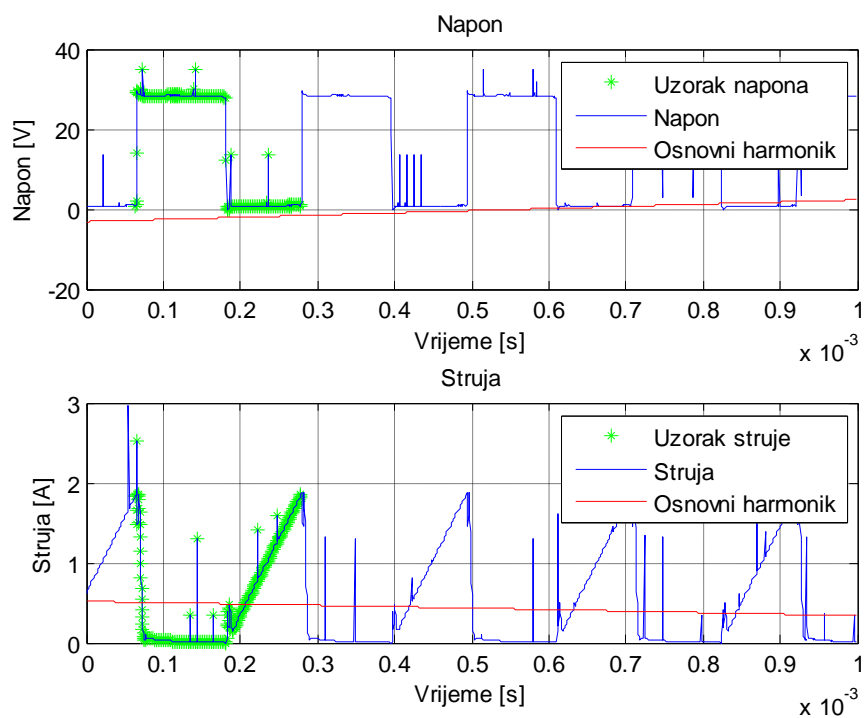 Napon
Napon [V]
40
20
0
-20
Uzorak napona
Napon
Osnovni harmonik
0 0.1 0.2 0.3 0.4 0.5 0.6 0.7 0.8 0.9 1
Vrijeme [s]
x 10-3
Struja
Struja [A]
3
2
1
0
Uzorak struje
Struja
Osnovni harmonik
0 0.1 0.2 0.3 0.4 0.5 0.6 0.7 0.8 0.9 1
Vrijeme [s]
x 10-3